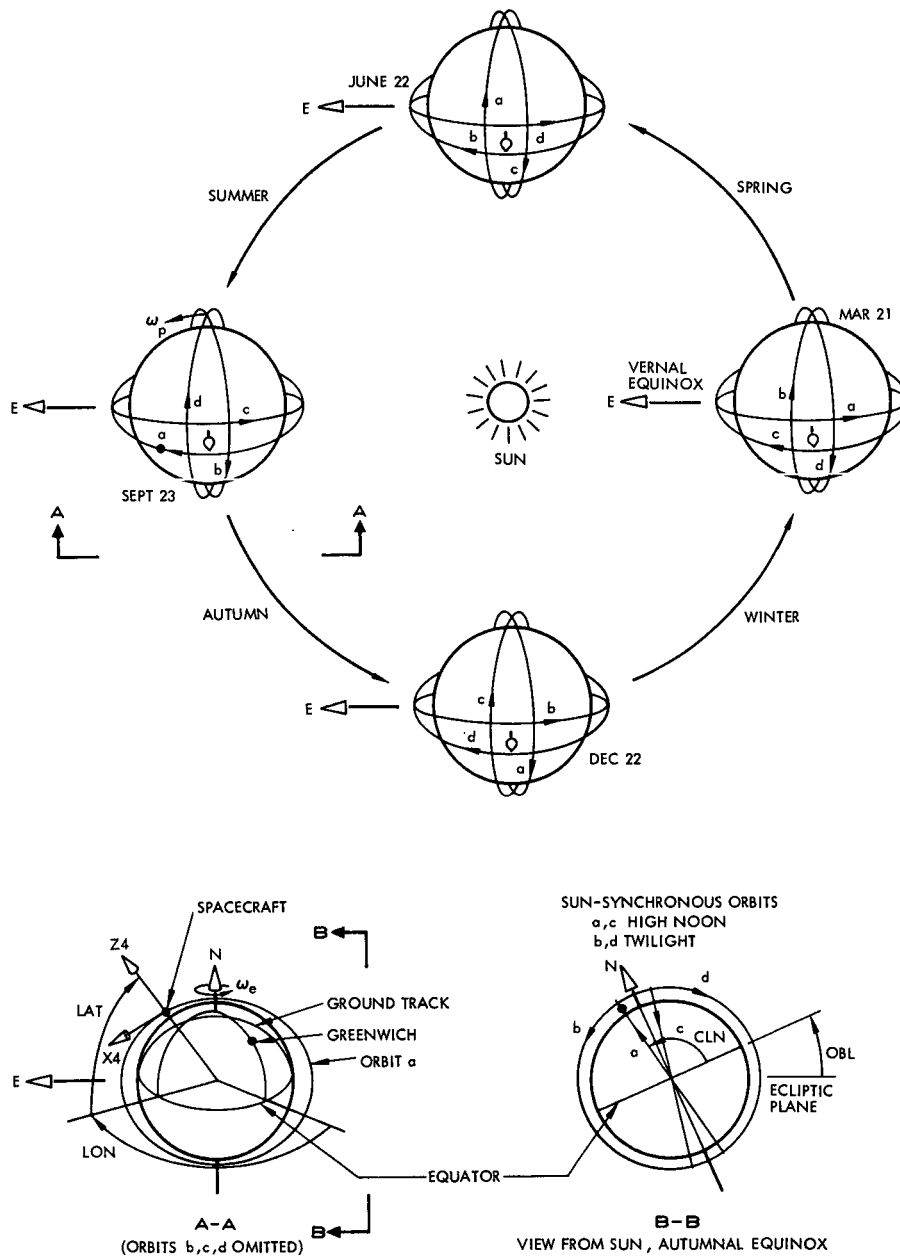 JUNE 22
E
a
b
d
c
SUMMER
SPRING
ωp
MAR 21
VERNAL
EQUINOX
E
d
c
a
b
E
b
a
c
d
SUN
SEPT 23
A
A
AUTUMN
WINTER
E
c
b
d
a
DEC 22
SPACECRAFT
Z4
N
ωe
LAT
GROUND TRACK
GREENWICH
X4
ORBIT a
E
LON
B
B
EQUATOR
A-A
(ORBITS b,c,d OMITTED)
SUN-SYNCHRONOUS ORBITS
a,c HIGH NOON
b,d TWILIGHT
N
d
b
c
CLN
a
OBL
ECLIPTIC
PLANE
B-B
VIEW FROM SUN, AUTUMNAL EQUINOX